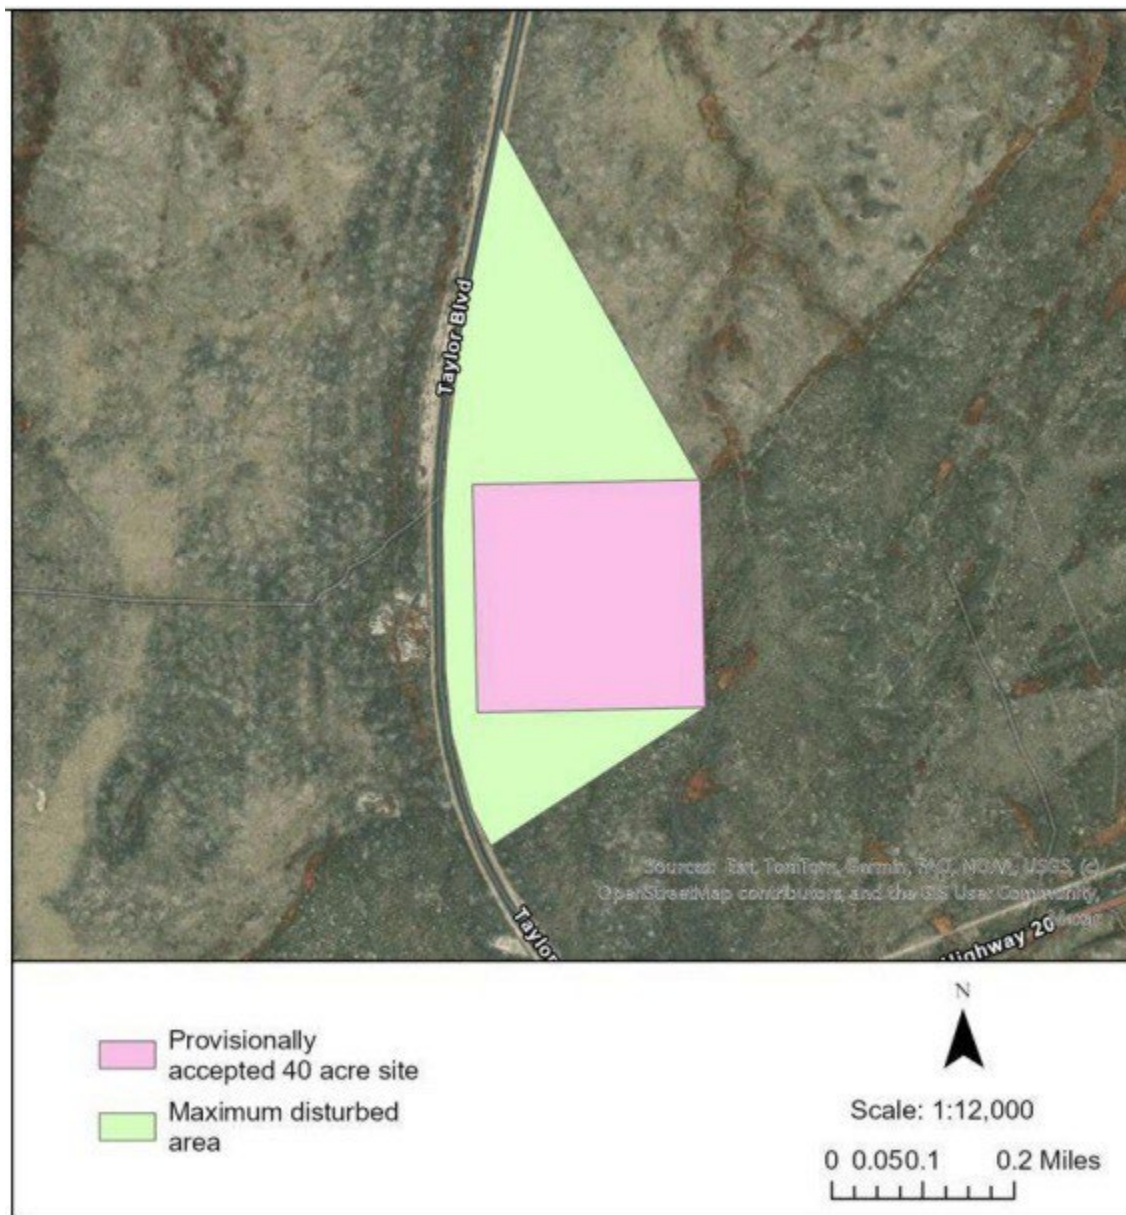 Taylor Blvd
Sources: Esri, TomTom, Garmin, FAO, NOAA, USGS, (c)
OpenStreetMap contributors, and the GIS User Community,
Highway 20
Taylor
Provisionally
accepted 40 acre site
Maximum disturbed
area
N
Scale: 1:12,000
0 0.050.1 0.2 Miles